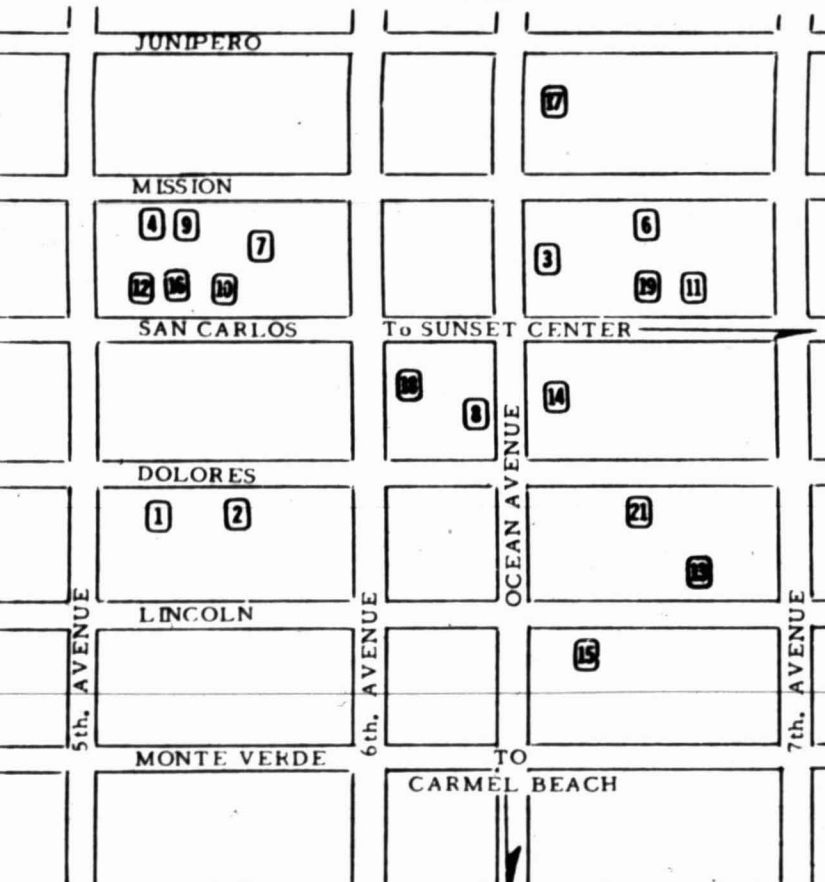 JUNIPERO
17
MISSION
4 9 7 6
3
12 16 10 19 11
SAN CARLOS To SUNSET CENTER
18 8 14
OCEAN AVENUE
DOLORES
1 2 21
13
LINCOLN
15
5th. AVENUE
6th. AVENUE
7th. AVENUE
MONTE VERDE TO
CARMEL BEACH